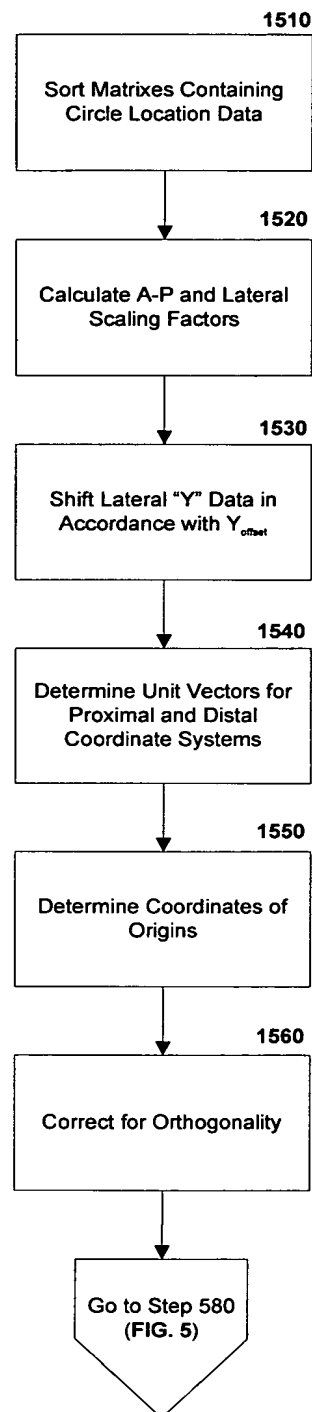 1510
Sort Matrixes Containing
Circle Location Data
1520
Calculate A-P and Lateral
Scaling Factors
1530
Shift Lateral "Y" Data in
Accordance with Yoffset
1540
Determine Unit Vectors for
Proximal and Distal
Coordinate Systems
1550
Determine Coordinates of
Origins
1560
Correct for Orthogonality
Go to Step 580
(FIG. 5)